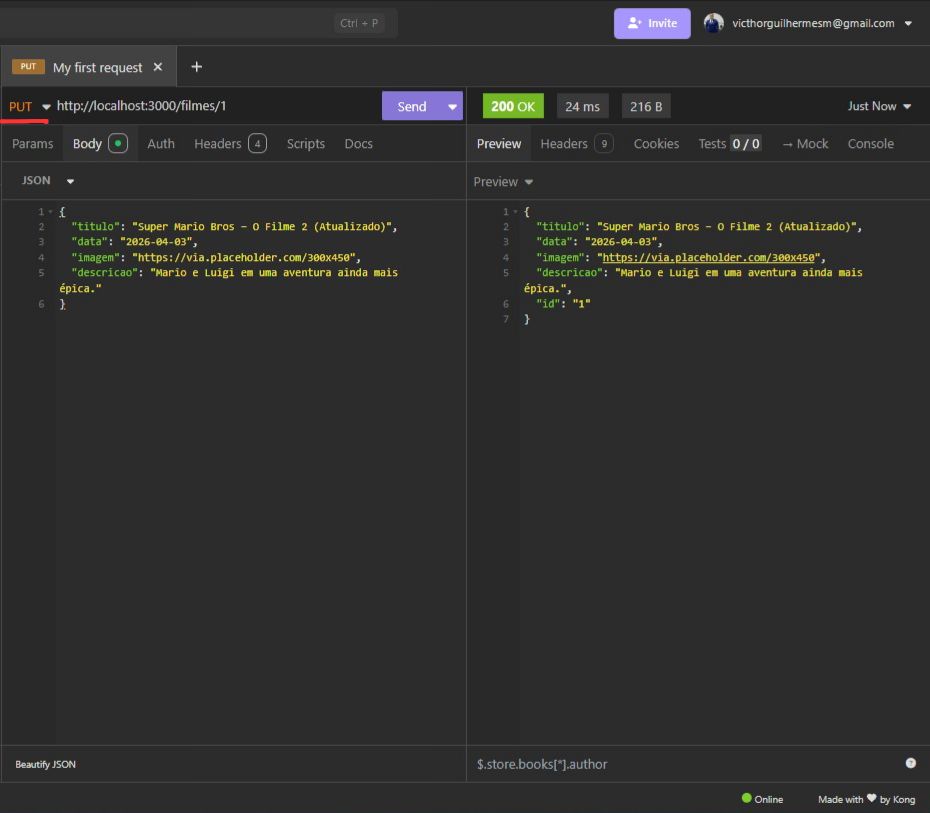 Ctrl + P
Invite
victhorguilhermesm@gmail.com
PUT My first request
PUT http://localhost:3000/filmes/1 Send
200 OK 24 ms 216 B Just Now
Params Body Auth Headers 4 Scripts Docs
Preview Headers 9 Cookies Tests 0 / 0 → Mock Console
JSON
Preview
1 {
2 "titulo": "Super Mario Bros - O Filme 2 (Atualizado)",
3 "data": "2026-04-03",
4 "imagem": "https://via.placeholder.com/300x450",
5 "descricao": "Mario e Luigi em uma aventura ainda mais
épica."
6 }
1 {
2 "titulo": "Super Mario Bros - O Filme 2 (Atualizado)",
3 "data": "2026-04-03",
4 "imagem": "https://via.placeholder.com/300x450",
5 "descricao": "Mario e Luigi em uma aventura ainda mais
épica.",
6 "id": "1"
7 }
Beautify JSON
$.store.books[*].author
?
Online
Made with ♥ by Kong